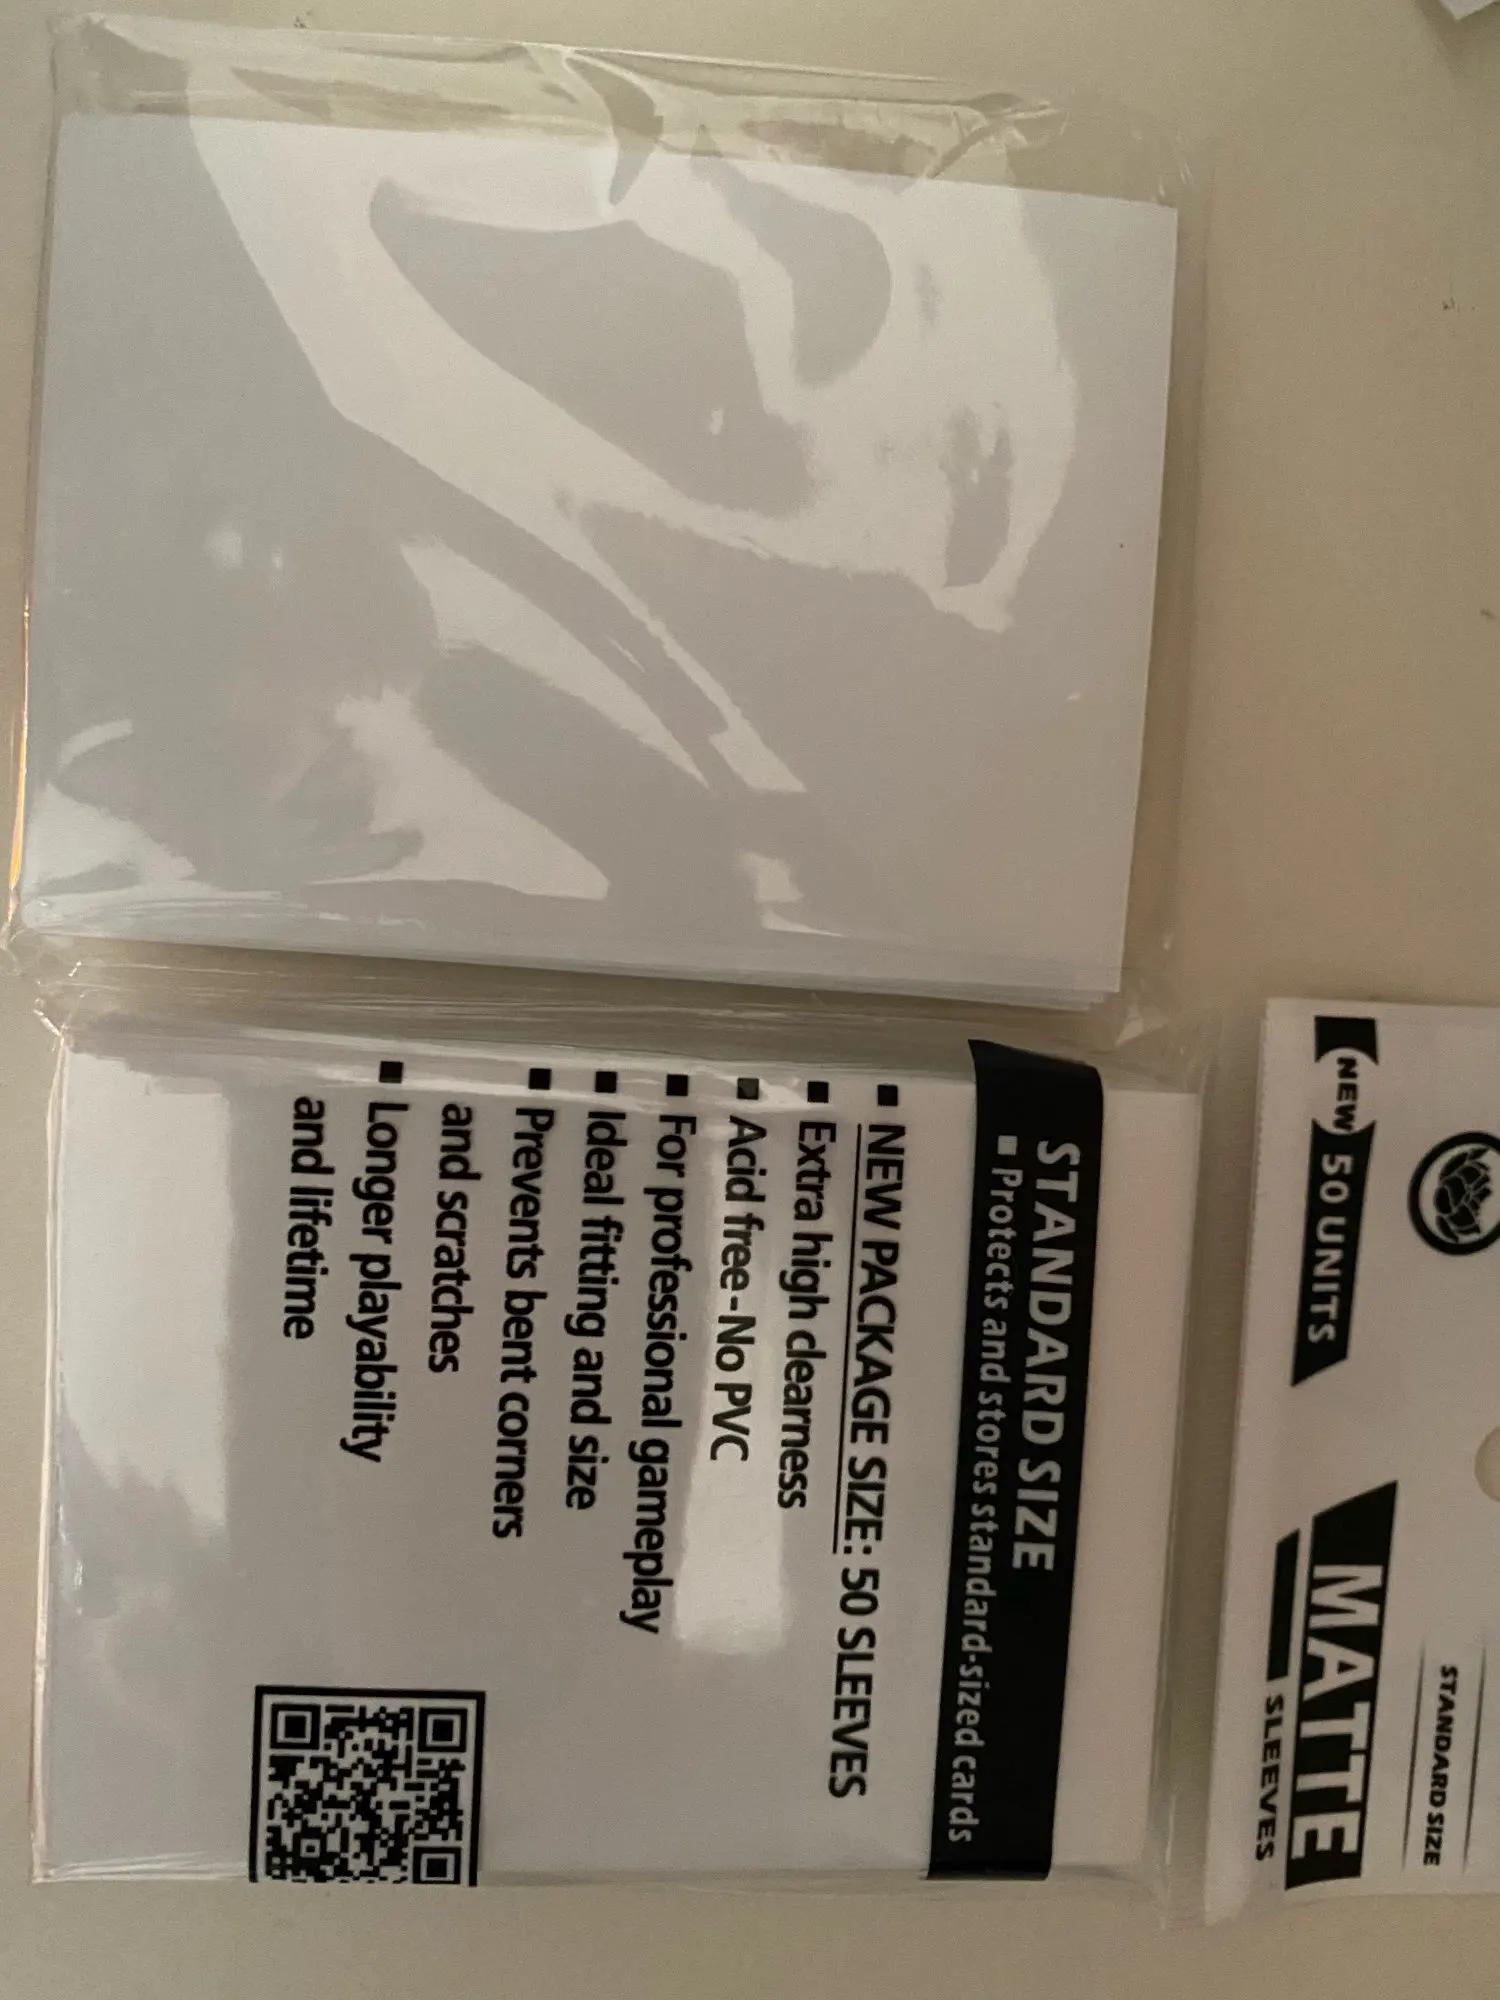 NEW 50 UNITS
MATTE
SLEEVES
STANDARD SIZE
STANDARD SIZE
▪ Protects and stores standard-sized cards
▪ NEW PACKAGE SIZE: 50 SLEEVES
▪ Extra high clearness
▪ Acid free - No PVC
▪ For professional gameplay
▪ Ideal fitting and size
▪ Prevents bent corners
and scratches
▪ Longer playability
and lifetime